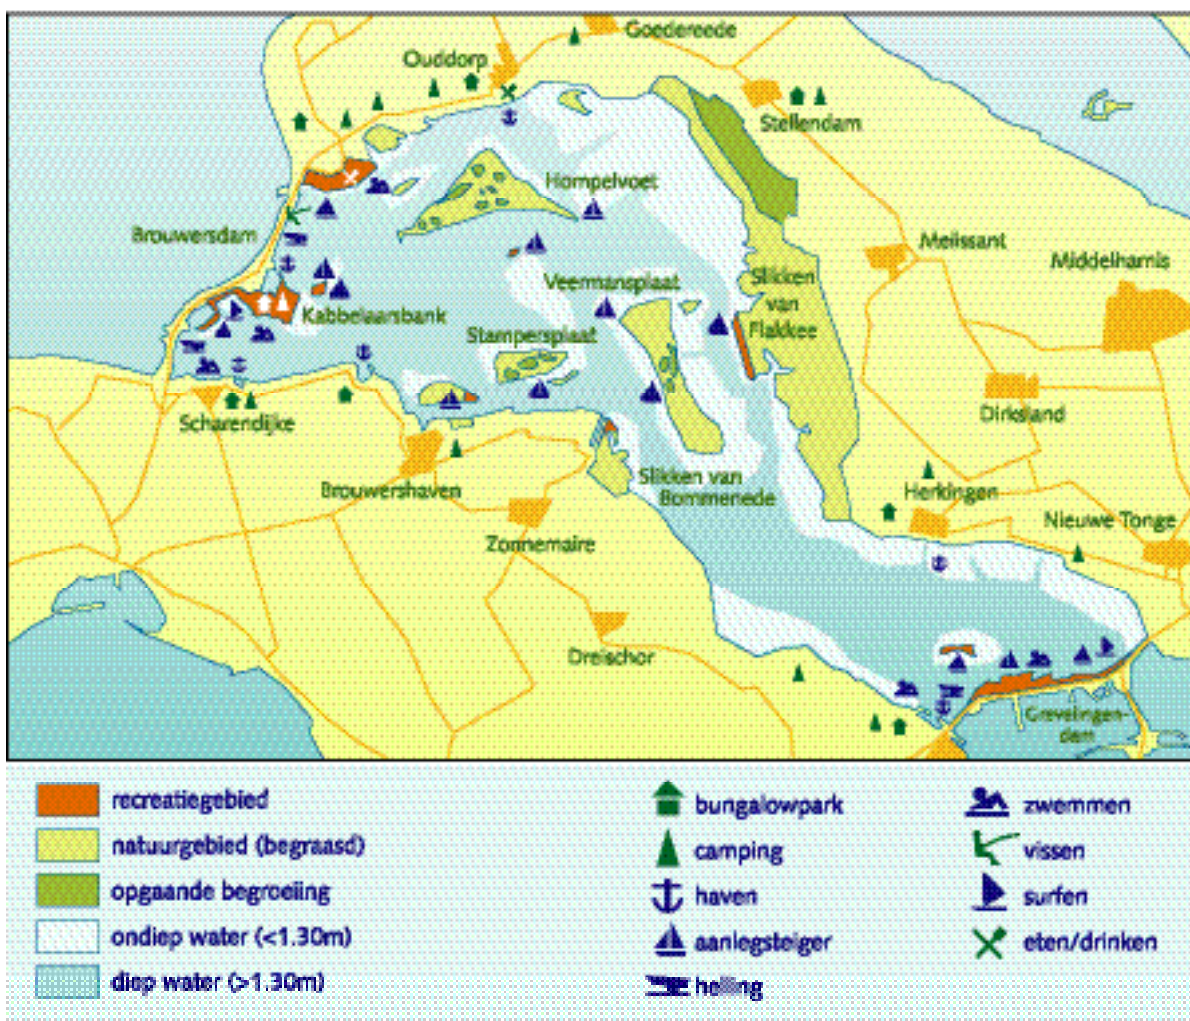 Goedereede
Ouddorp
Stellendam
Hompelvoet
Brouwersdam
Melissant
Middelharnis
Veermansplaat
Slikken
van
Flakkee
Kabbelaarsbank
Stampersplaat
Dirksland
Scharendijke
Brouwershaven
Slikken van
Bommenede
Herkingen
Nieuwe Tonge
Zonnemaire
Dreischor
Grevelingen-
dam
recreatiegebied
natuurgebied (begraasd)
opgaande begroeiing
ondiep water (<1.30m)
diep water (>1.30m)
bungalowpark
camping
haven
aanlegsteiger
helling
zwemmen
vissen
surfen
eten/drinken